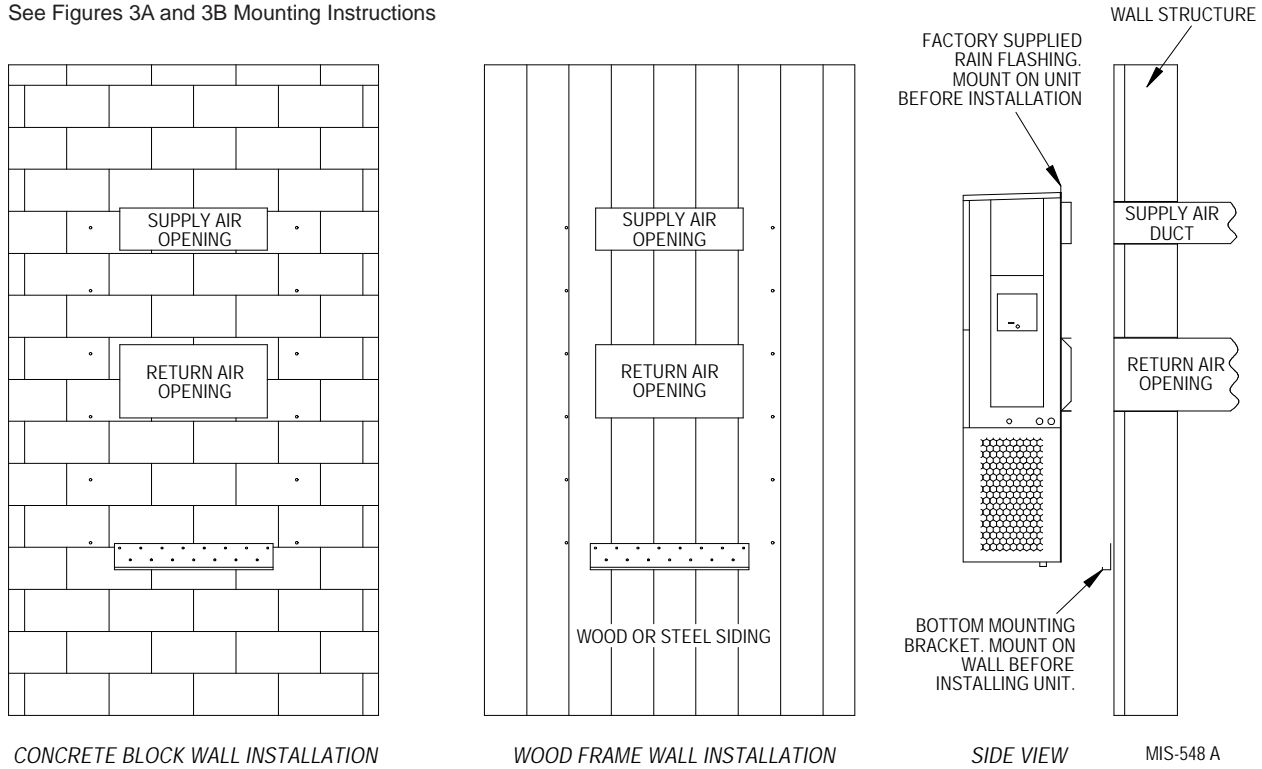 See Figures 3A and 3B Mounting Instructions
WALL STRUCTURE
FACTORY SUPPLIED
RAIN FLASHING.
MOUNT ON UNIT
BEFORE INSTALLATION
SUPPLY AIR
OPENING
RETURN AIR
OPENING
SUPPLY AIR
OPENING
RETURN AIR
OPENING
WOOD OR STEEL SIDING
SUPPLY AIR
DUCT
RETURN AIR
OPENING
BOTTOM MOUNTING
BRACKET. MOUNT ON
WALL BEFORE
INSTALLING UNIT.
CONCRETE BLOCK WALL INSTALLATION
WOOD FRAME WALL INSTALLATION
SIDE VIEW
MIS-548 A